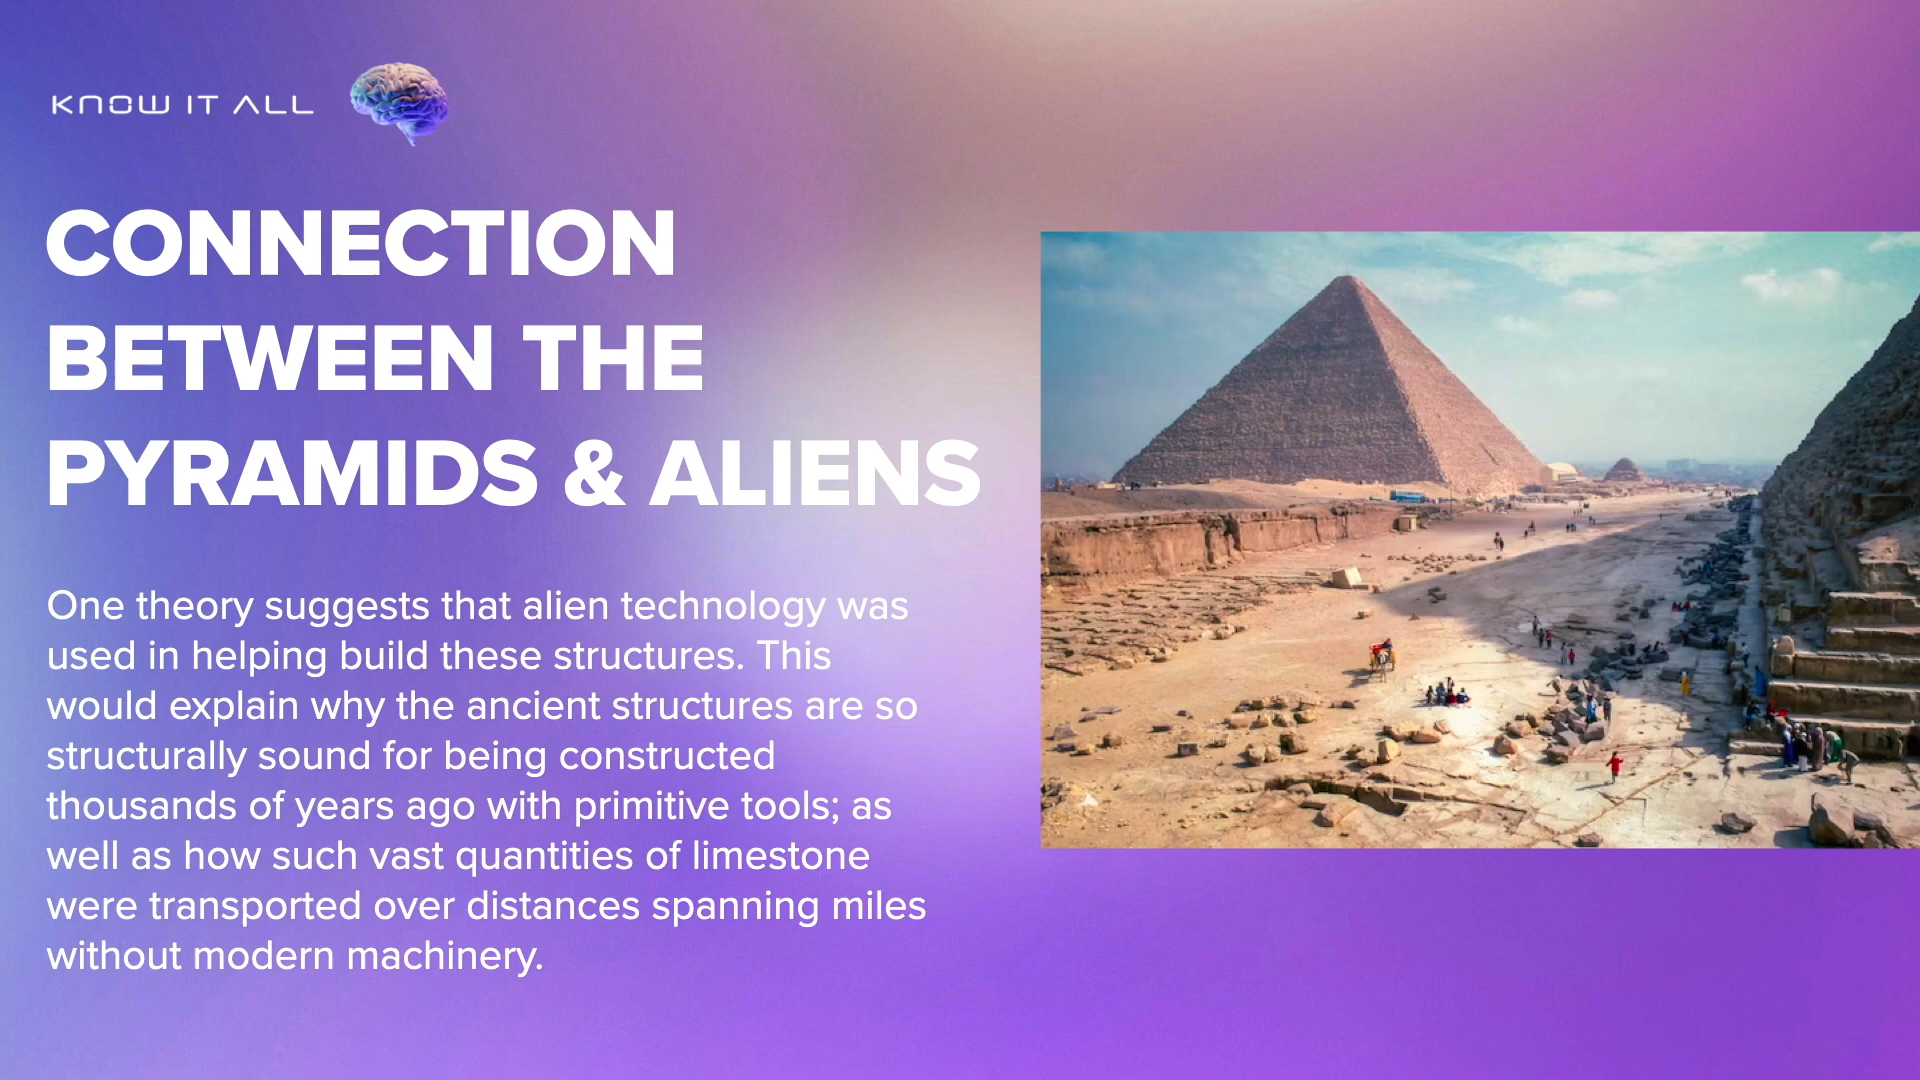 KNOW IT ALL
CONNECTION
BETWEEN THE
PYRAMIDS & ALIENS
One theory suggests that alien technology was
used in helping build these structures. This
would explain why the ancient structures are so
structurally sound for being constructed
thousands of years ago with primitive tools; as
well as how such vast quantities of limestone
were transported over distances spanning miles
without modern machinery.